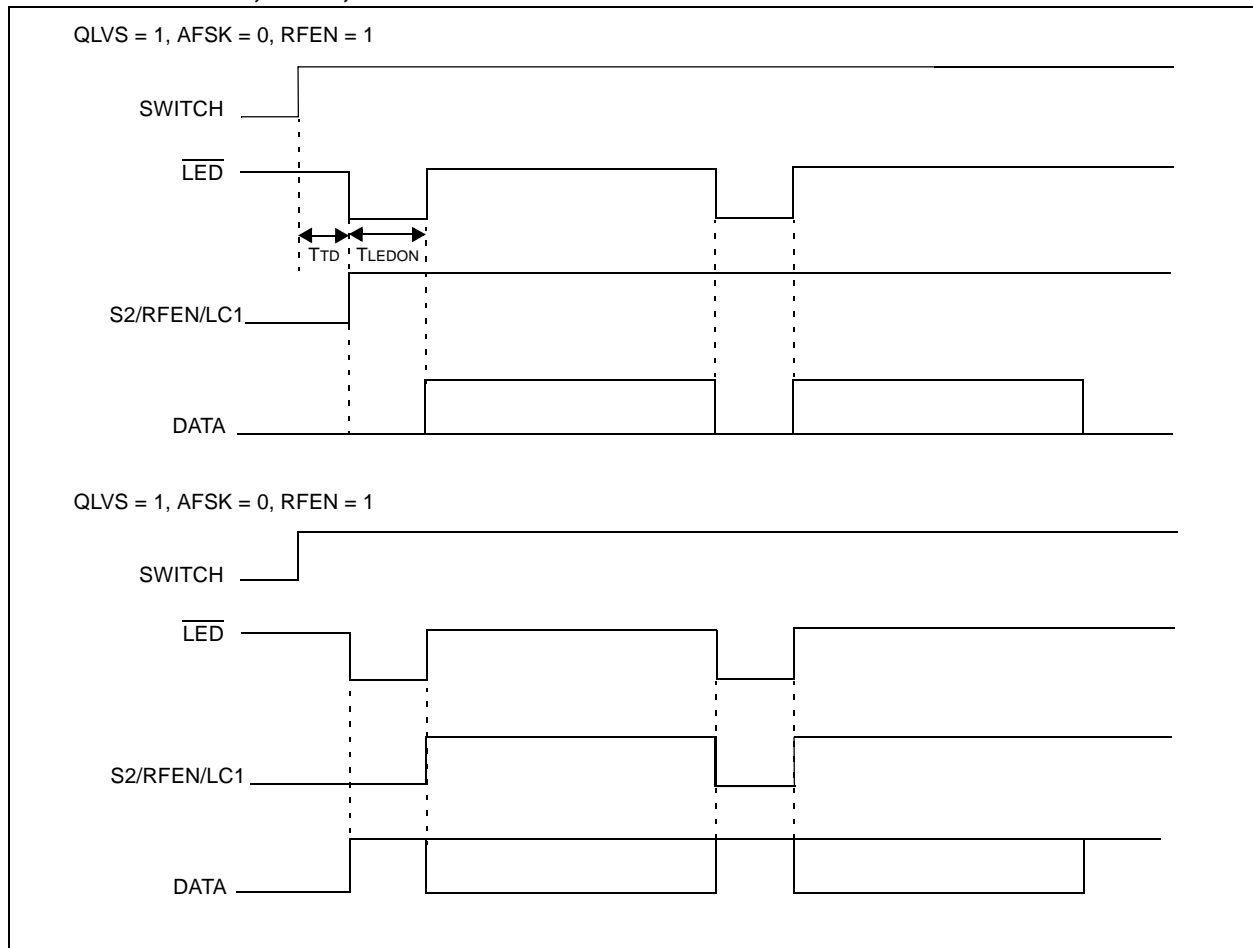 QLVS = 1, AFSK = 0, RFEN = 1
SWITCH
LED
TTD TLEDON
S2/RFEN/LC1
DATA
QLVS = 1, AFSK = 0, RFEN = 1
SWITCH
LED
S2/RFEN/LC1
DATA